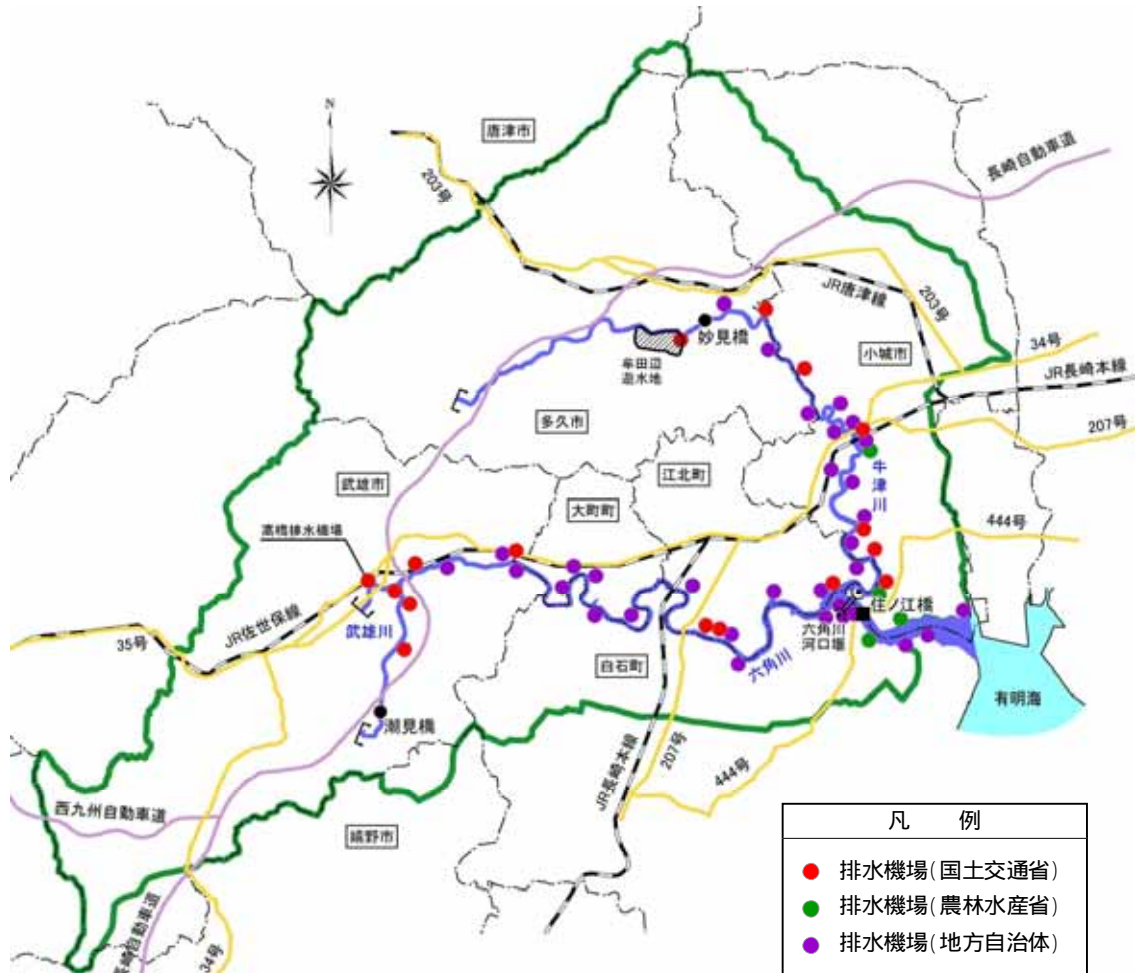 N
唐津市
203号
長崎自動車道
JR唐津線
203号
妙見橋
小城市
34号
JR長崎本線
牟田辺
遊水地
207号
多久市
江北町
牛津川
武雄市
大町町
444号
高橋排水機場
住ノ江橋
武雄川
六角川
河口堰
35号
JR佐世保線
白石町
六角川
有明海
潮見橋
207号
444号
JR長崎本線
西九州自動車道
嬉野市
長崎自動車道
34号
凡 例
排水機場(国土交通省)
排水機場(農林水産省)
排水機場(地方自治体)